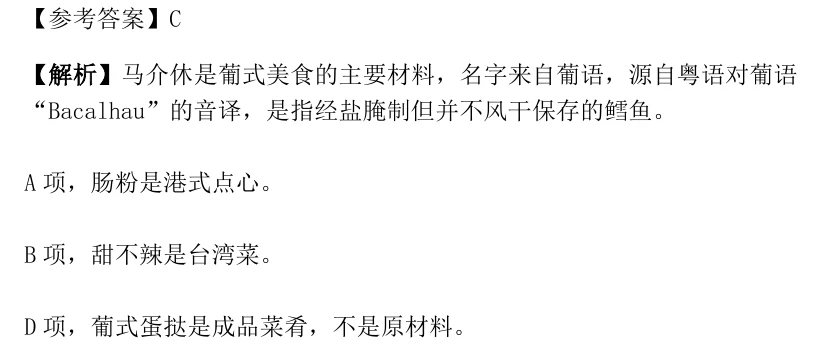 【参考答案】C
【解析】马介休是葡式美食的主要材料，名字来自葡语，源自粤语对葡语
“Bacalhau”的音译，是指经盐腌制但并不风干保存的鳕鱼。
A 项，肠粉是港式点心。
B 项，甜不辣是台湾菜。
D 项，葡式蛋挞是成品菜肴，不是原材料。